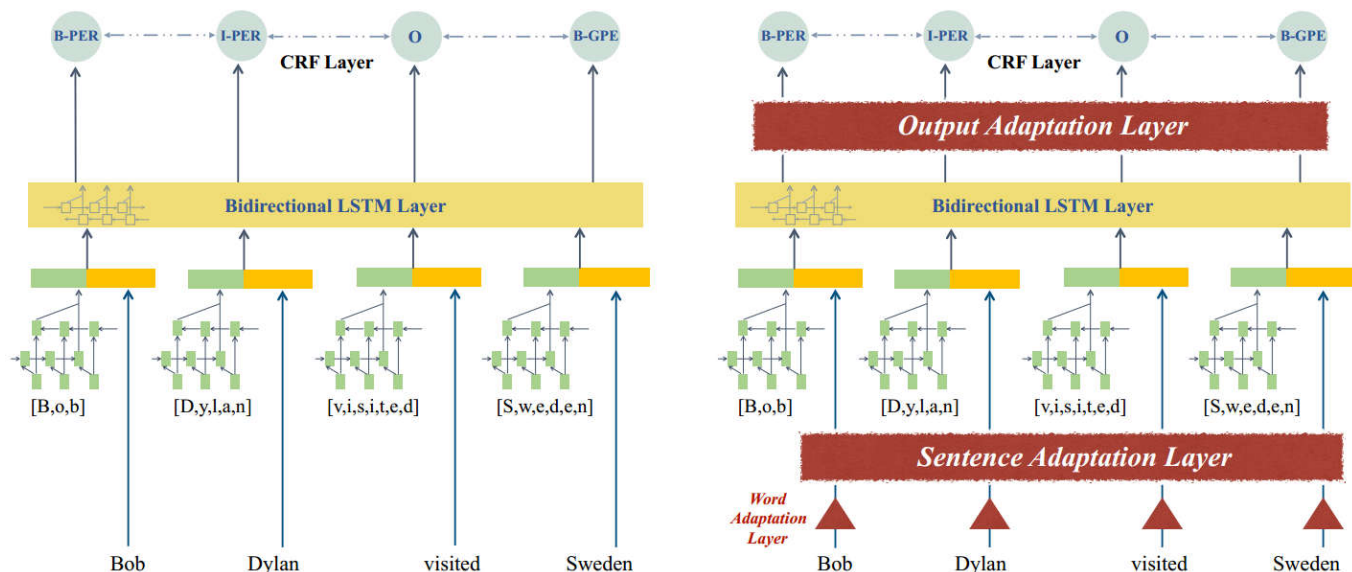 B-PER I-PER O B-GPE
CRF Layer
Bidirectional LSTM Layer
[B,o,b] [D,y,l,a,n] [v,i,s,i,t,e,d] [S,w,e,d,e,n]
Bob Dylan visited Sweden
B-PER I-PER O B-GPE
CRF Layer
Output Adaptation Layer
Bidirectional LSTM Layer
[B,o,b] [D,y,l,a,n] [v,i,s,i,t,e,d] [S,w,e,d,e,n]
Sentence Adaptation Layer
Word
Adaptation
Layer
Bob Dylan visited Sweden